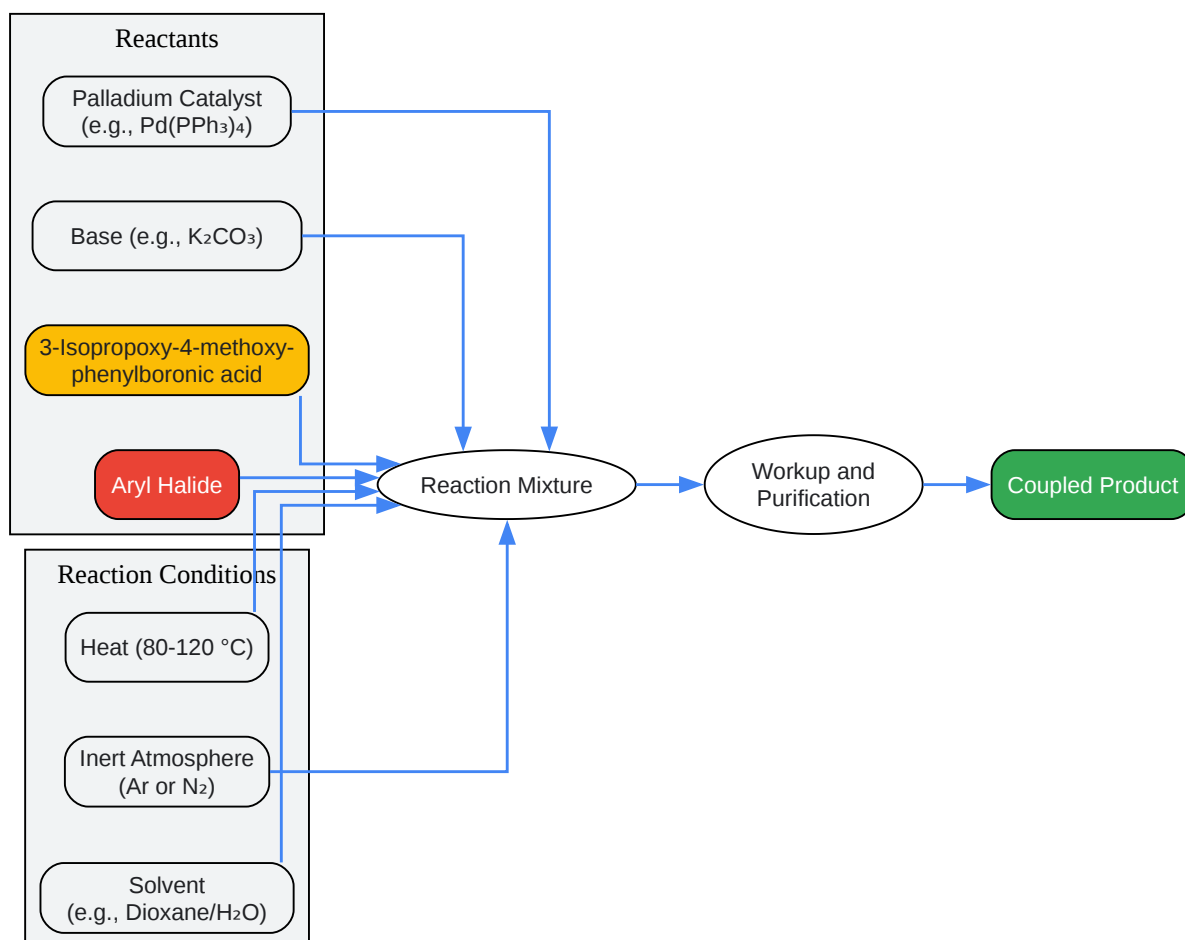 Reactants
Palladium Catalyst
(e.g., Pd(PPh₃)₄)
Base (e.g., K₂CO₃)
3-Isopropoxy-4-methoxy-
phenylboronic acid
Aryl Halide
Reaction Mixture
Workup and
Purification
Coupled Product
Reaction Conditions
Heat (80-120 °C)
Inert Atmosphere
(Ar or N₂)
Solvent
(e.g., Dioxane/H₂O)